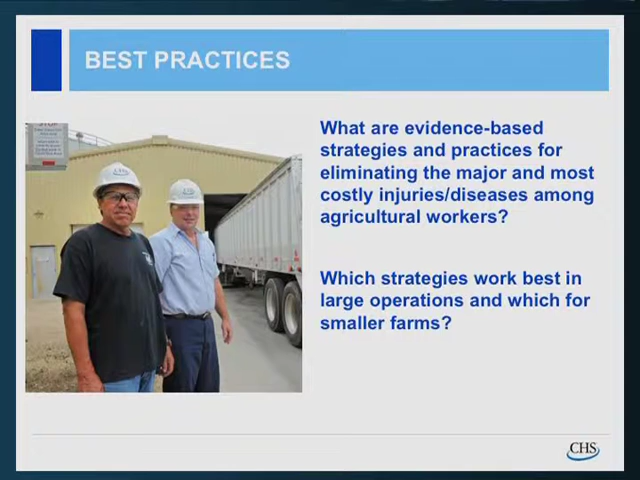 BEST PRACTICES
What are evidence-based
strategies and practices for
eliminating the major and most
costly injuries/diseases among
agricultural workers?
Which strategies work best in
large operations and which for
smaller farms?
CHS